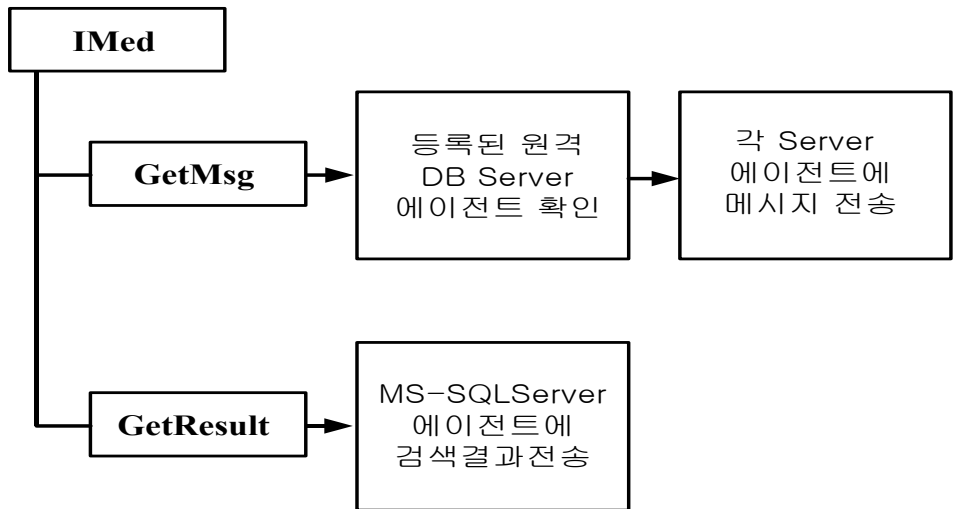 IMed
GetMsg
등록된 원격
DB Server
에이전트 확인
각 Server
에이전트에
메시지 전송
GetResult
MS-SQLServer
에이전트에
검색결과전송